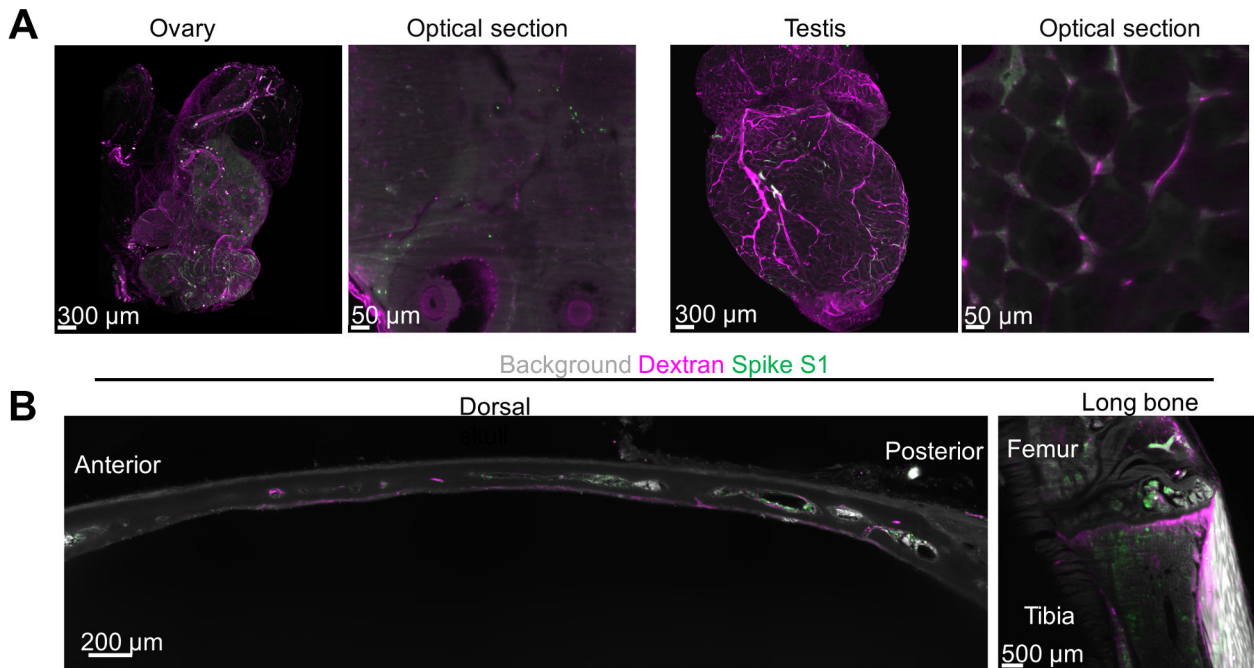 A
Ovary
Optical section
Testis
Optical section
300 µm
50 µm
300 µm
50 µm
Background Dextran Spike S1
B
Dorsal
skull
Long bone
Anterior
Posterior
Femur
Tibia
200 µm
500 µm